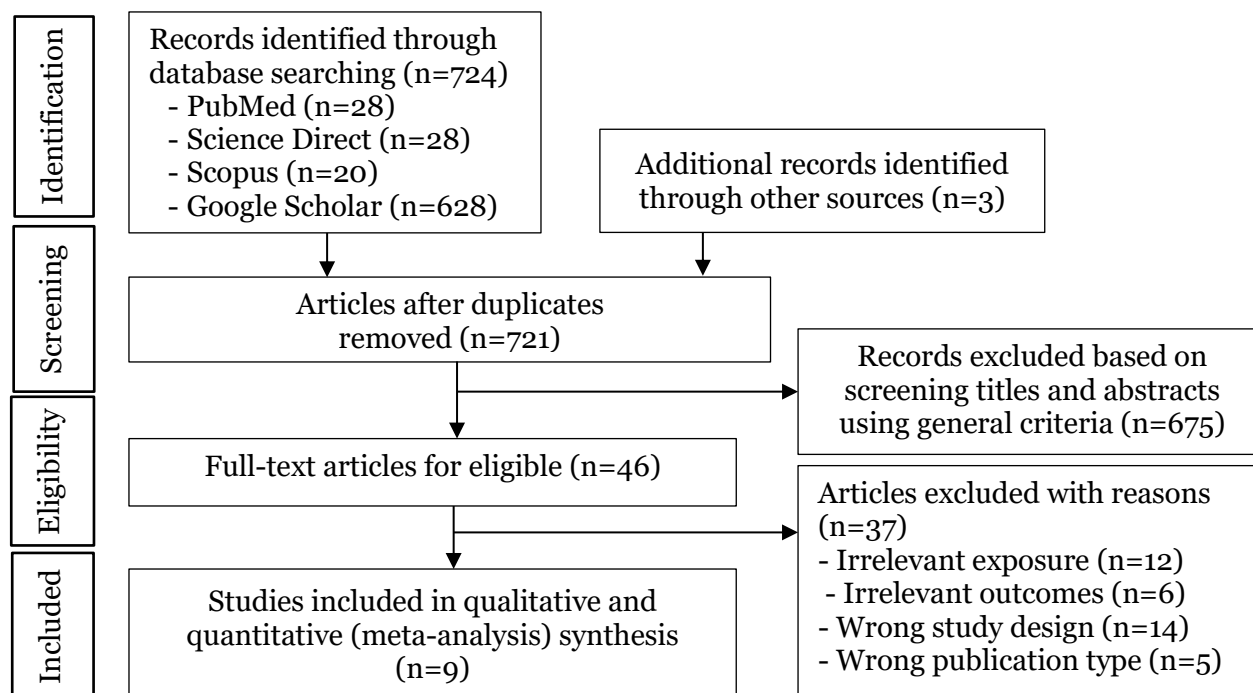 Identification
Records identified through
database searching (n=724)
- PubMed (n=28)
- Science Direct (n=28)
- Scopus (n=20)
- Google Scholar (n=628)
Additional records identified
through other sources (n=3)
Screening
Articles after duplicates
removed (n=721)
Records excluded based on
screening titles and abstracts
using general criteria (n=675)
Eligibility
Full-text articles for eligible (n=46)
Articles excluded with reasons
(n=37)
- Irrelevant exposure (n=12)
- Irrelevant outcomes (n=6)
- Wrong study design (n=14)
- Wrong publication type (n=5)
Included
Studies included in qualitative and
quantitative (meta-analysis) synthesis
(n=9)